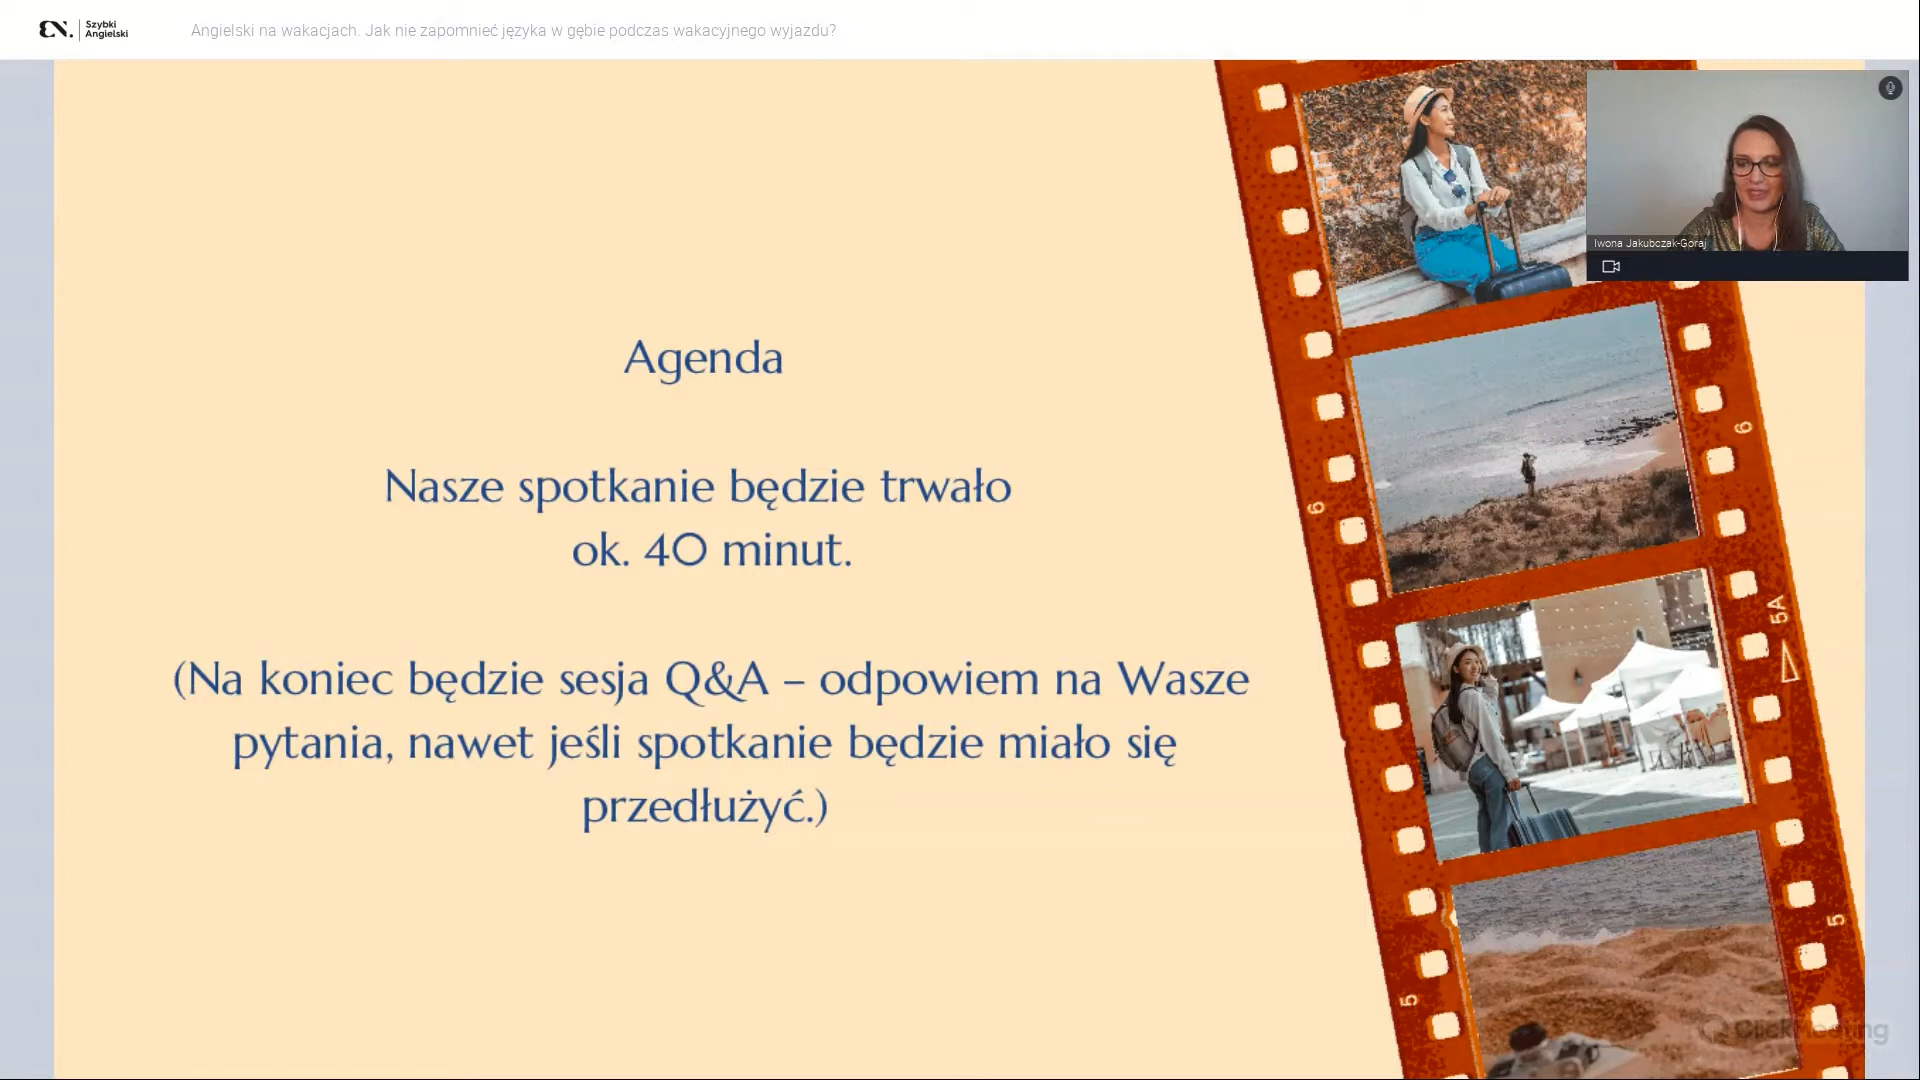 EN.
Szybki
Angielski
Angielski na wakacjach. Jak nie zapomnieć języka w gębie podczas wakacyjnego wyjazdu?
Iwona Jakubczak-Goraj
Agenda
Nasze spotkanie będzie trwało
ok. 40 minut.
(Na koniec będzie sesja Q&A – odpowiem na Wasze
pytania, nawet jeśli spotkanie będzie miało się
przedłużyć.)
6
6
5A
5
5
ClickMeeting